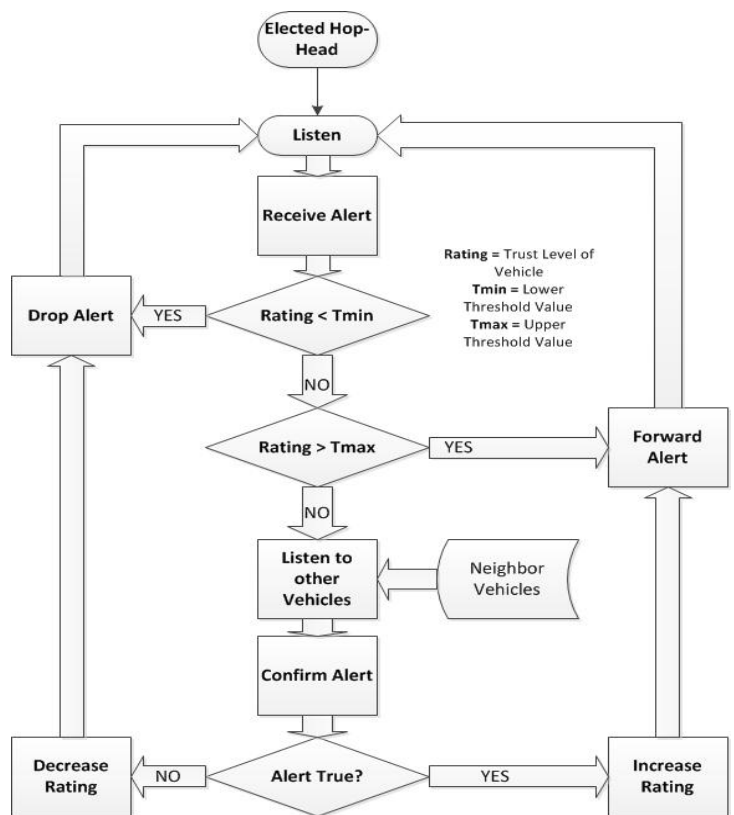 Elected Hop-
Head
Listen
Receive Alert
Rating = Trust Level of
Vehicle
Tmin = Lower
Threshold Value
Tmax = Upper
Threshold Value
Drop Alert
YES
Rating < Tmin
NO
Rating > Tmax
YES
Forward
Alert
NO
Listen to
other
Vehicles
Neighbor
Vehicles
Confirm Alert
Decrease
Rating
NO
Alert True?
YES
Increase
Rating